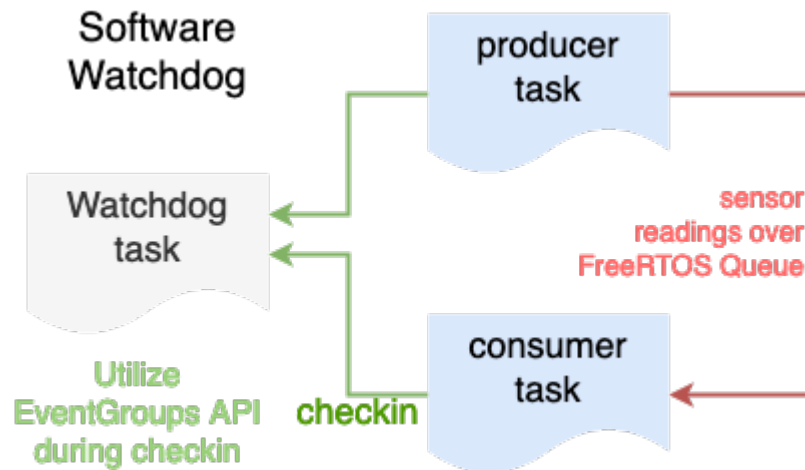 Software
Watchdog
producer
task
Watchdog
task
sensor
readings over
FreeRTOS Queue
consumer
task
Utilize
EventGroups API
during checkin
checkin